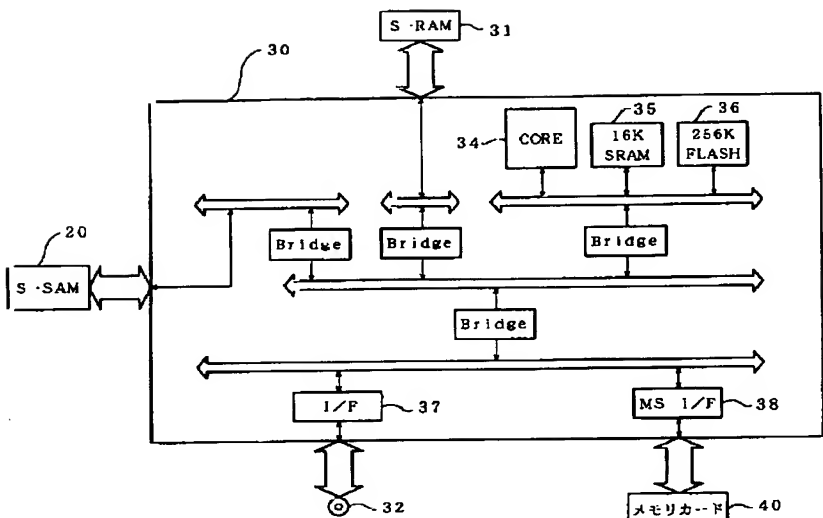 S・RAM
31
30
34
CORE
35
16K
SRAM
36
256K
FLASH
20
S・SAM
Bridge
Bridge
Bridge
Bridge
I/F
37
MS I/F
38
32
メモリカード
40